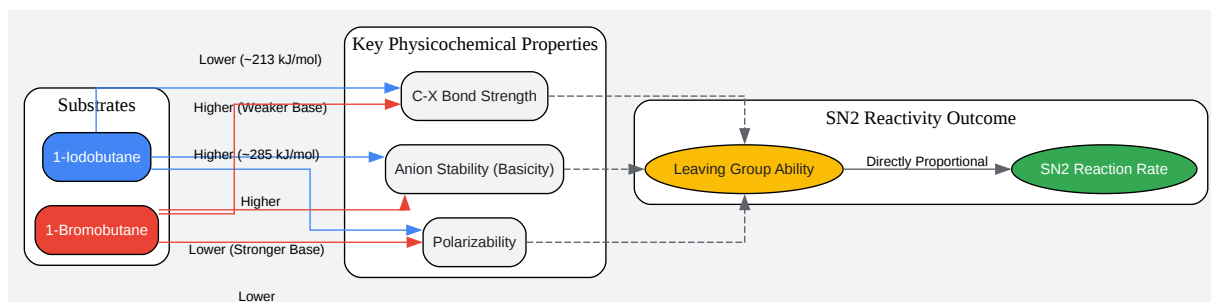 Key Physicochemical Properties
Lower (~213 kJ/mol)
C-X Bond Strength
Substrates
Higher (Weaker Base)
SN2 Reactivity Outcome
1-Iodobutane
Higher (~285 kJ/mol)
Anion Stability (Basicity)
Leaving Group Ability
Directly Proportional
SN2 Reaction Rate
Higher
1-Bromobutane
Polarizability
Lower (Stronger Base)
Lower